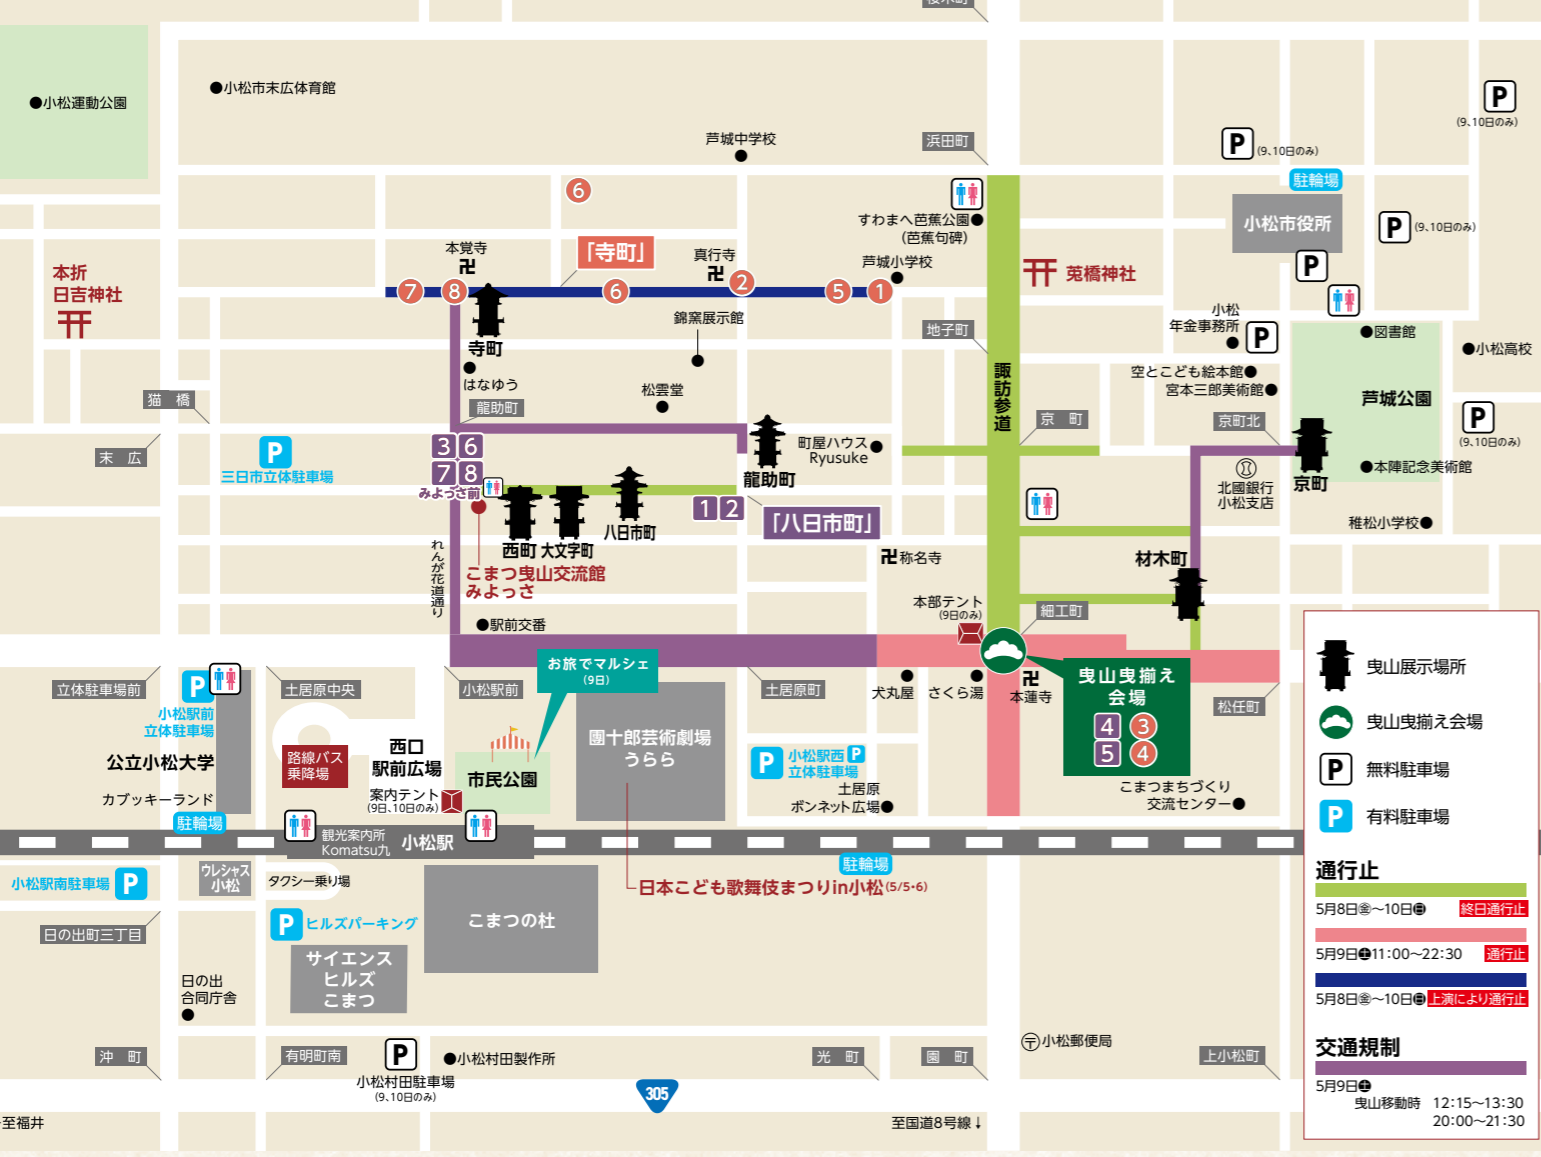 ●小松運動公園
●小松市末広体育館
芦城中学校
浜田町
P
(9、10日のみ)
P
(9、10日のみ)
駐輪場
小松市役所
P
(9、10日のみ)
P
6
すわまへ芭蕉公園●
(芭蕉句碑)
本折
日吉神社
本覚寺
卍
「寺町」
真行寺
卍
芦城小学校
莵橋神社
7
8
6
2
5
1
寺町
錦窯展示館
地子町
小松
年金事務所
P
●図書館
●小松高校
はなゆう
松雲堂
諏訪参道
空とこども絵本館●
宮本三郎美術館●
芦城公園
猫 橋
龍助町
京 町
京町北
P
(9、10日のみ)
末 広
P
三日市立体駐車場
3 6
7 8
みよっさ前
町屋ハウス
Ryusuke
龍助町
京町
●本陣記念美術館
北國銀行
小松支店
1 2
「八日市町」
西町
大文字町
八日市町
稚松小学校●
れんが花道通り
こまつ曳山交流館
みよっさ
卍称名寺
材木町
本部テント
(9日のみ)
細工町
●駅前交番
お旅でマルシェ
(9日)
立体駐車場前
P
小松駅前
立体駐車場
土居原中央
小松駅前
土居原町
犬丸屋
さくら湯
卍
本蓮寺
曳山曳揃え
会場
4 3
5 4
松任町
公立小松大学
路線バス
乗降場
西口
駅前広場
市民公園
團十郎芸術劇場
うらら
P
小松駅西P
立体駐車場
土居原
ボンネット広場●
こまつまちづくり
交流センター●
カブッキーランド
駐輪場
案内テント
(9日、10日のみ)
観光案内所
Komatsu九
小松駅
駐輪場
小松駅南駐車場 P
ウレシャス
小松
タクシー乗り場
日本こども歌舞伎まつりin小松(5/5・6)
日の出町三丁目
P ヒルズパーキング
こまつの杜
サイエンス
ヒルズ
こまつ
日の出
合同庁舎
沖 町
有明町南
P
小松村田駐車場
(9、10日のみ)
●小松村田製作所
光 町
園 町
〒小松郵便局
上小松町
305
至福井
至国道8号線↓
曳山展示場所
曳山曳揃え会場
P 無料駐車場
P 有料駐車場
通行止
5月8日㊎〜10日㊐ 終日通行止
5月9日㊏11:00〜22:30 通行止
5月8日㊎〜10日㊐ 上演により通行止
交通規制
5月9日㊏
曳山移動時 12:15〜13:30
20:00〜21:30